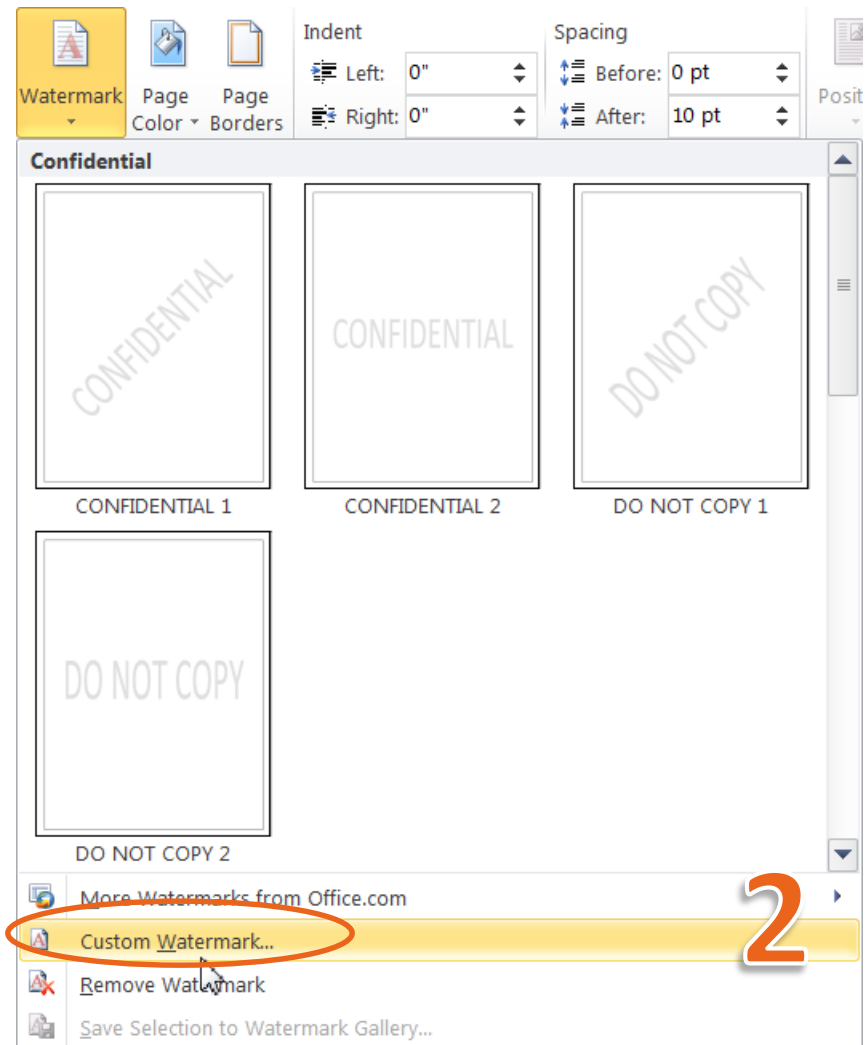 Indent
Spacing
Watermark
Page Color
Page Borders
Left: 0"
Before: 0 pt
Right: 0"
After: 10 pt
Confidential
CONFIDENTIAL
CONFIDENTIAL
DO NOT COPY
CONFIDENTIAL 1
CONFIDENTIAL 2
DO NOT COPY 1
DO NOT COPY
DO NOT COPY 2
More Watermarks from Office.com
Custom Watermark...
2
Remove Watermark
Save Selection to Watermark Gallery...